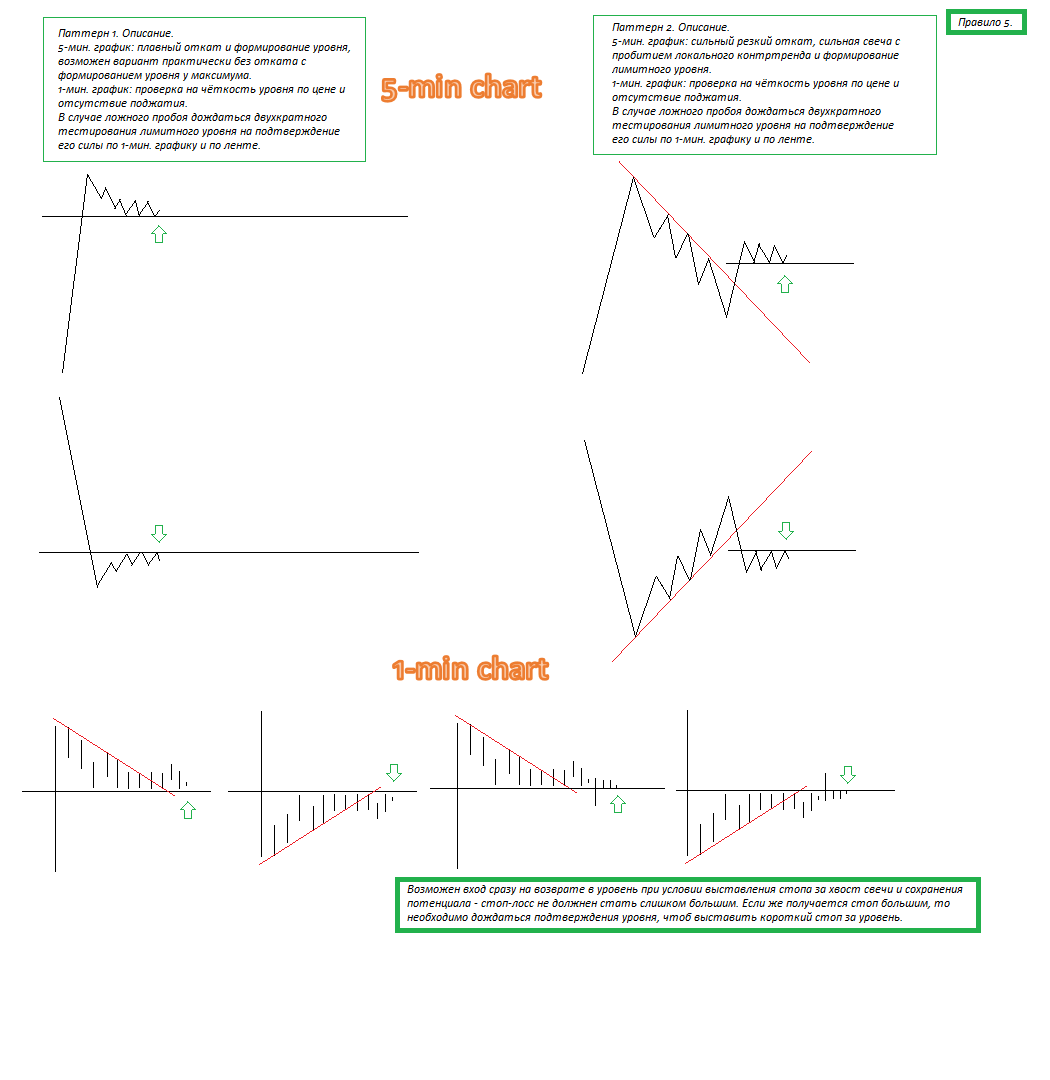 Паттерн 1. Описание.
5-мин. график: плавный откат и формирование уровня,
возможен вариант практически без отката с
формированием уровня у максимума.
1-мин. график: проверка на чёткость уровня по цене и
отсутствие поджатия.
В случае ложного пробоя дождаться двухкратного
тестирования лимитного уровня на подтверждение
его силы по 1-мин. графику и по ленте.
5-min chart
Паттерн 2. Описание.
5-мин. график: сильный резкий откат, сильная свеча с
пробитием локального контртренда и формирование
лимитного уровня.
1-мин. график: проверка на чёткость уровня по цене и
отсутствие поджатия.
В случае ложного пробоя дождаться двухкратного
тестирования лимитного уровня на подтверждение
его силы по 1-мин. графику и по ленте.
Правило 5.
1-min chart
Возможен вход сразу на возврате в уровень при условии выставления стопа за хвост свечи и сохранения
потенциала - стоп-лосс не должен стать слишком большим. Если же получается стоп большим, то
необходимо дождаться подтверждения уровня, чтоб выставить короткий стоп за уровень.